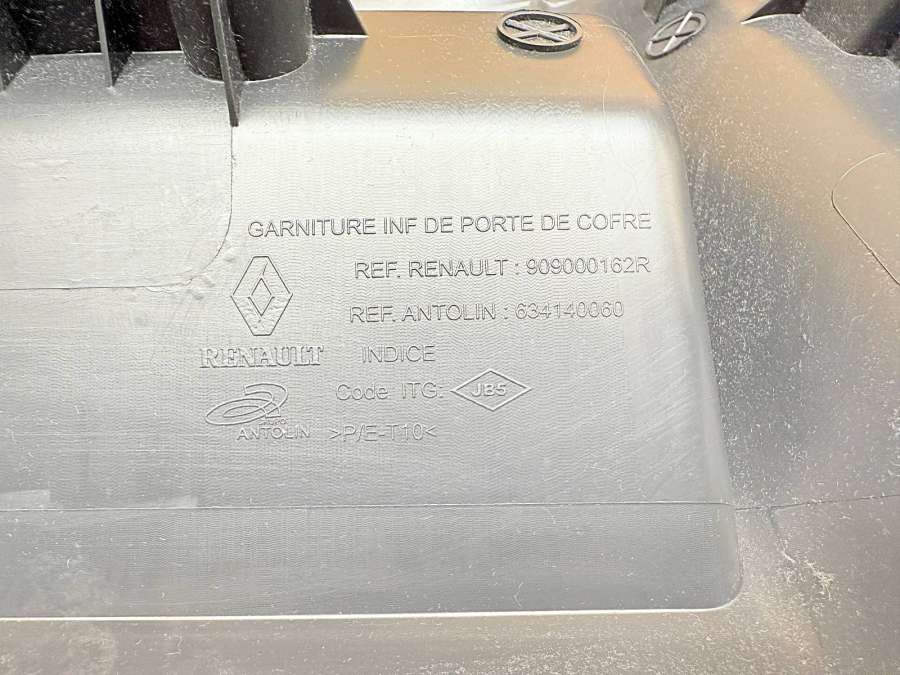 GARNITURE INF DE PORTE DE COFRE
REF. RENAULT : 909000162R
REF. ANTOLIN : 634140060
RENAULT INDICE
Code ITG: JB5
GRUPO
ANTOLIN >P/E-T10<